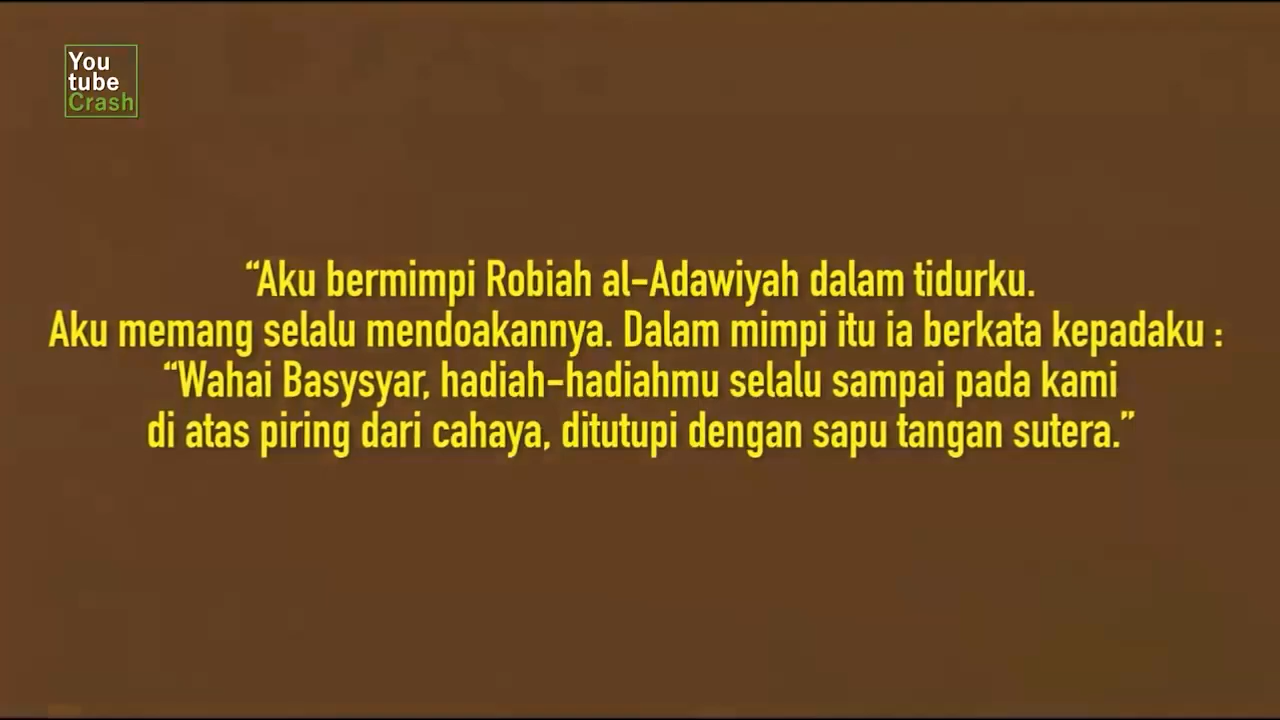 You
tube
Crash
“Aku bermimpi Robiah al-Adawiyah dalam tidurku.
Aku memang selalu mendoakannya. Dalam mimpi itu ia berkata kepadaku :
“Wahai Basysyar, hadiah-hadiahmu selalu sampai pada kami
di atas piring dari cahaya, ditutupi dengan sapu tangan sutera.”